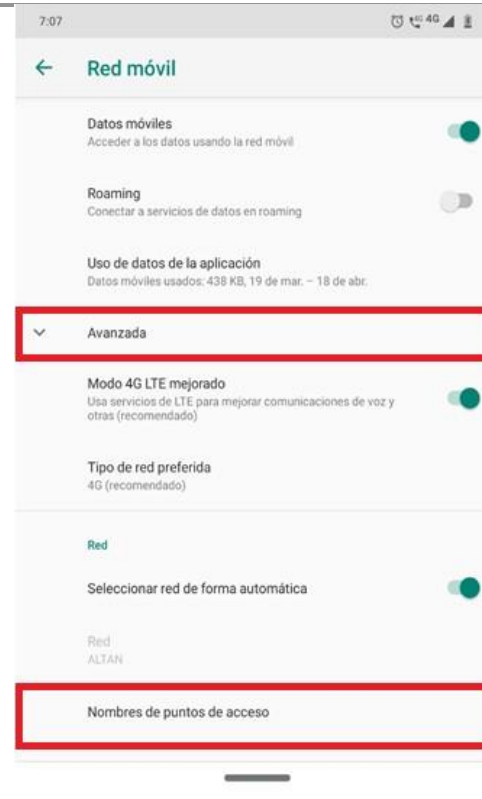 7:07
4G 4G
Red móvil
Datos móviles
Acceder a los datos usando la red móvil
Roaming
Conectar a servicios de datos en roaming
Uso de datos de la aplicación
Datos móviles usados: 438 KB, 19 de mar. – 18 de abr.
Avanzada
Modo 4G LTE mejorado
Usa servicios de LTE para mejorar comunicaciones de voz y
otras (recomendado)
Tipo de red preferida
4G (recomendado)
Red
Seleccionar red de forma automática
Red
ALTAN
Nombres de puntos de acceso